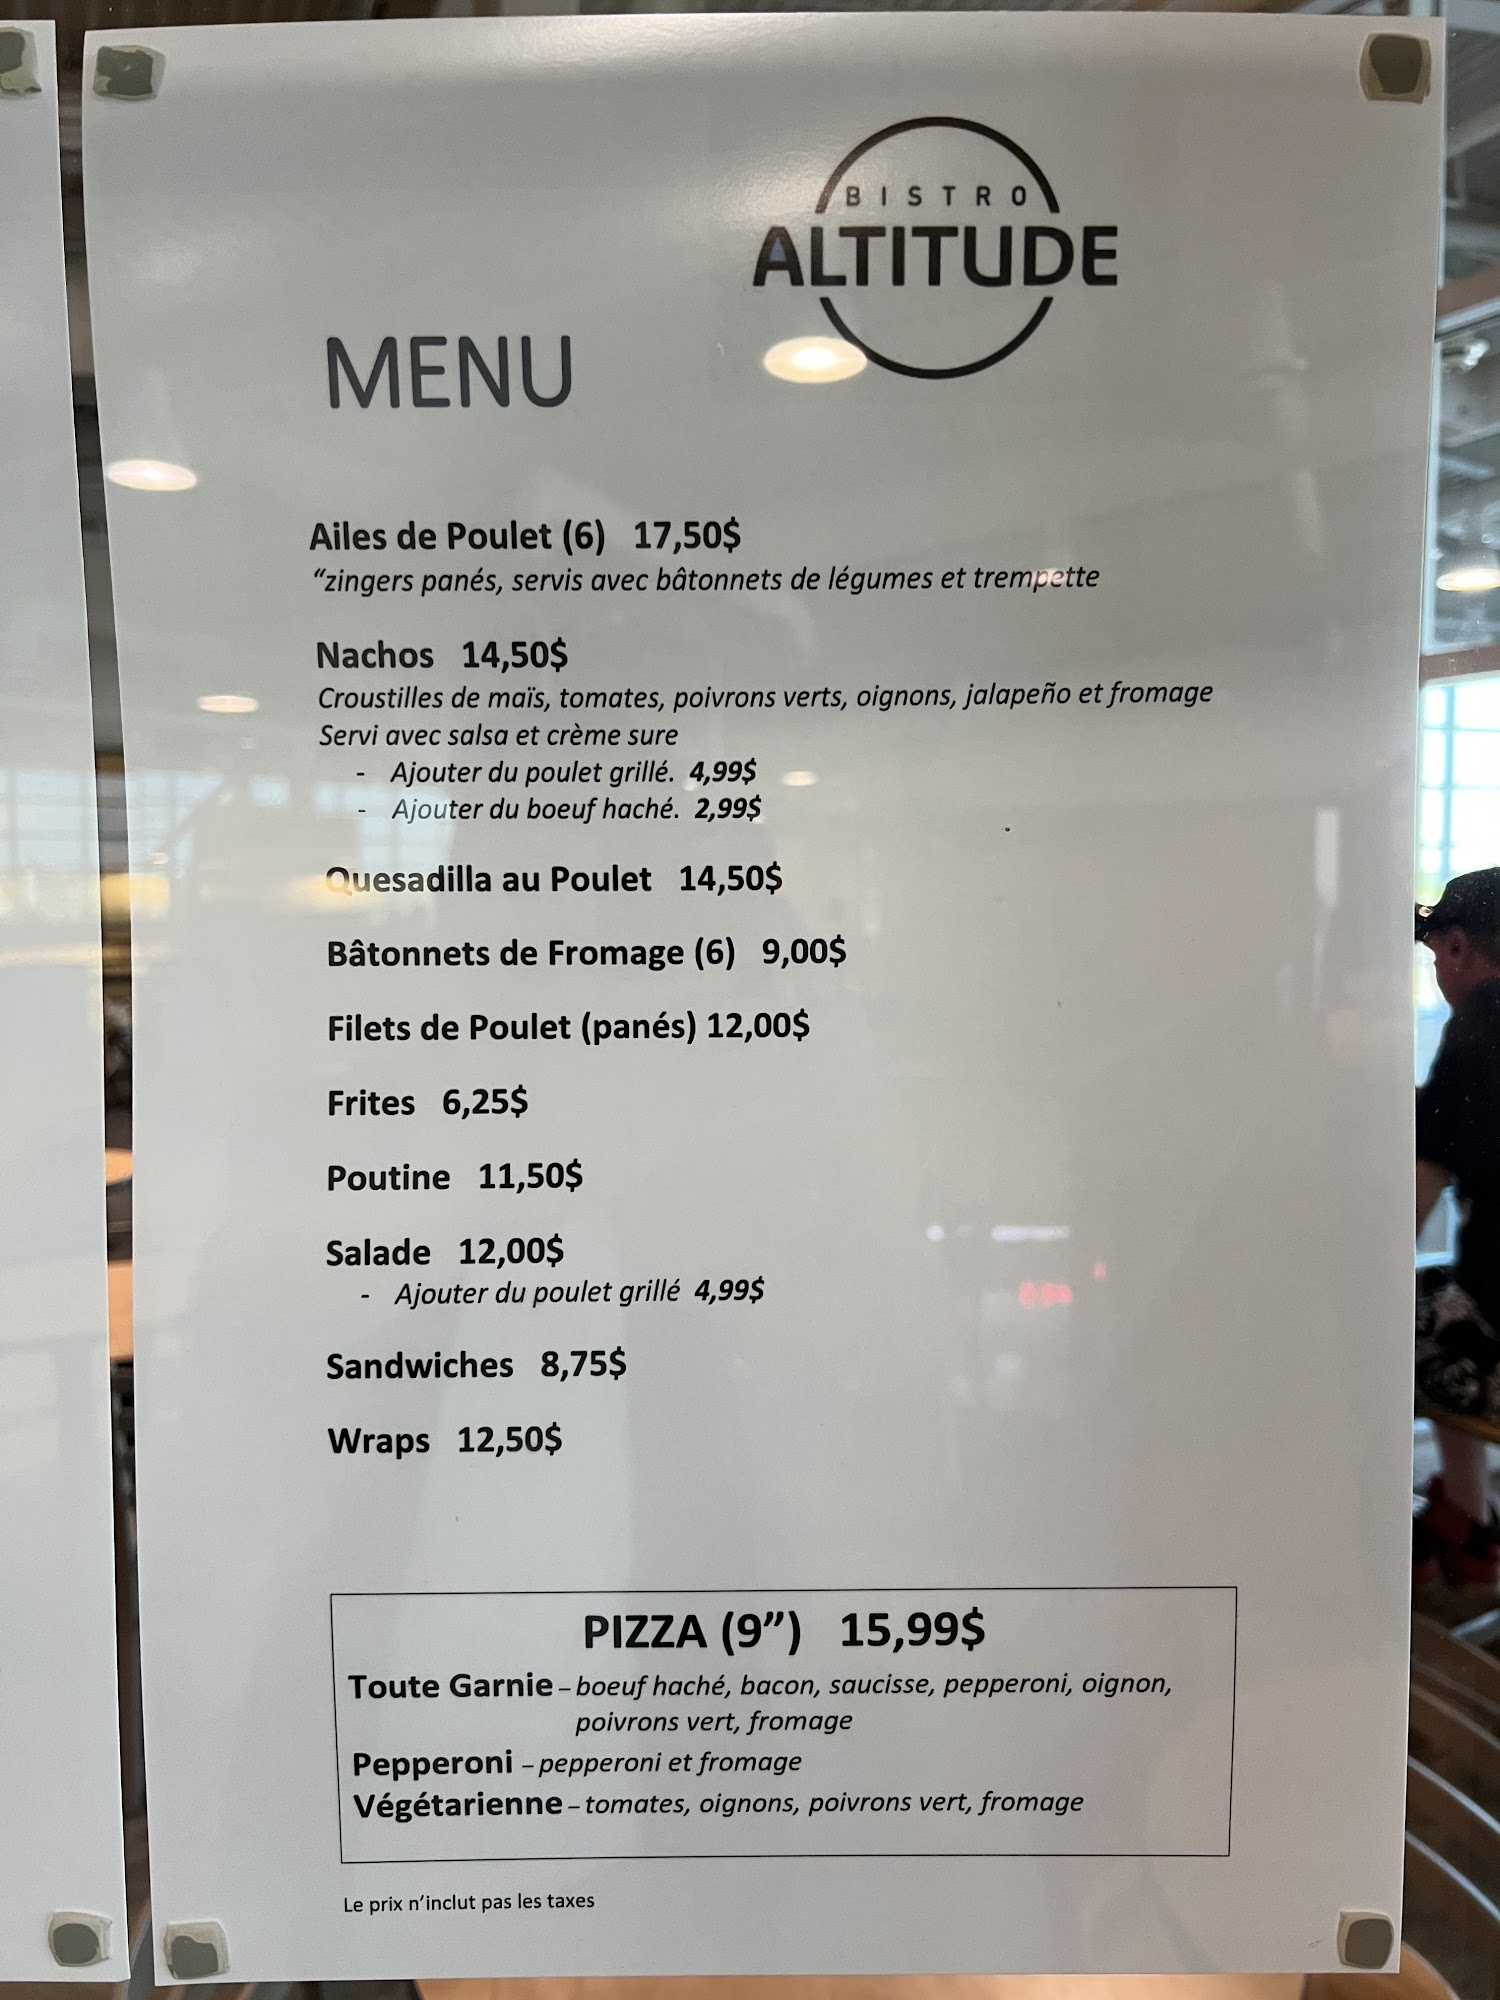 BISTRO
ALTITUDE
MENU
Ailes de Poulet (6) 17,50$
“zingers panés, servis avec bâtonnets de légumes et trempette
Nachos 14,50$
Croustilles de maïs, tomates, poivrons verts, oignons, jalapeño et fromage
Servi avec salsa et crème sure
- Ajouter du poulet grillé. 4,99$
- Ajouter du boeuf haché. 2,99$
Quesadilla au Poulet 14,50$
Bâtonnets de Fromage (6) 9,00$
Filets de Poulet (panés) 12,00$
Frites 6,25$
Poutine 11,50$
Salade 12,00$
- Ajouter du poulet grillé 4,99$
Sandwiches 8,75$
Wraps 12,50$
PIZZA (9”) 15,99$
Toute Garnie – boeuf haché, bacon, saucisse, pepperoni, oignon,
poivrons vert, fromage
Pepperoni – pepperoni et fromage
Végétarienne – tomates, oignons, poivrons vert, fromage
Le prix n’inclut pas les taxes